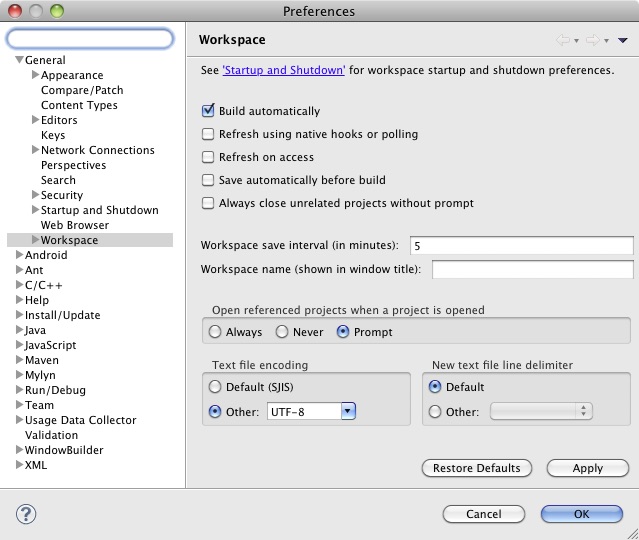 Preferences
General
Appearance
Compare/Patch
Content Types
Editors
Keys
Network Connections
Perspectives
Search
Security
Startup and Shutdown
Web Browser
Workspace
Android
Ant
C/C++
Help
Install/Update
Java
JavaScript
Maven
Mylyn
Run/Debug
Team
Usage Data Collector
Validation
WindowBuilder
XML
Workspace
See 'Startup and Shutdown' for workspace startup and shutdown preferences.
Build automatically
Refresh using native hooks or polling
Refresh on access
Save automatically before build
Always close unrelated projects without prompt
Workspace save interval (in minutes): 5
Workspace name (shown in window title):
Open referenced projects when a project is opened
Always Never Prompt
Text file encoding
Default (SJIS)
Other: UTF-8
New text file line delimiter
Default
Other:
Restore Defaults Apply
? Cancel OK